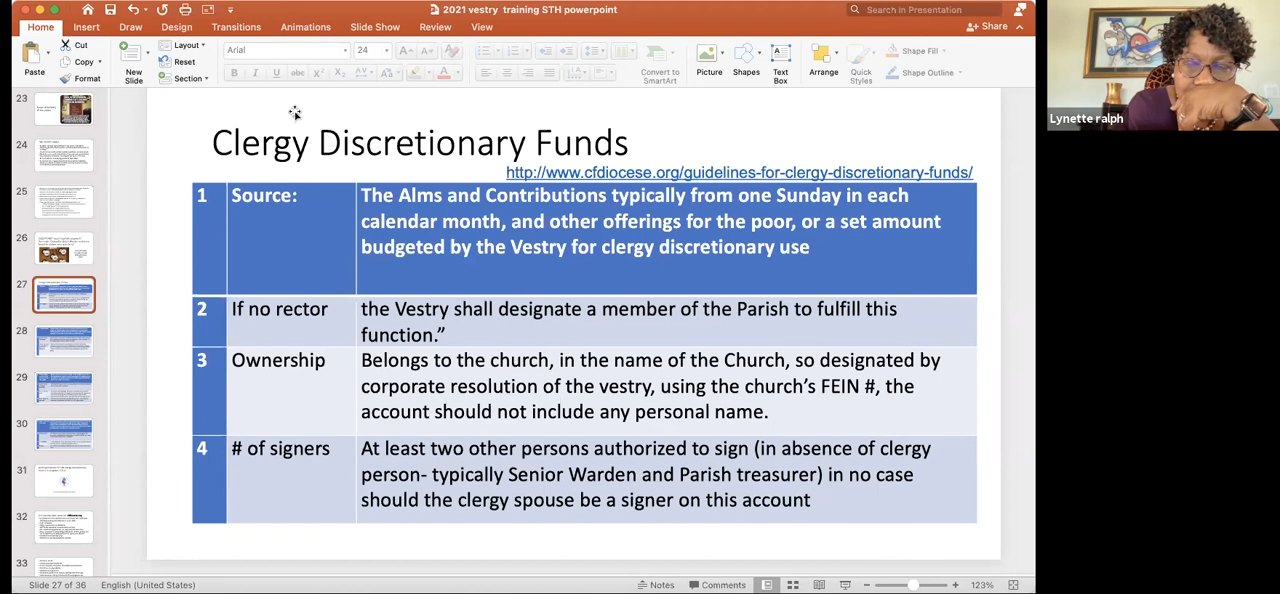 2021 vestry  training STH powerpoint
Search in Presentation
Home Insert Draw Design Transitions Animations Slide Show Review View
Share
Paste
Cut
Copy
Format
New
Slide
Layout
Reset
Section
Arial 24
B I U abc X² X₂ AV Aa A
Convert to
SmartArt
Picture
Shapes
Text
Box
Arrange
Quick
Styles
Shape Fill
Shape Outline
Lynette ralph
23
24
25
26
27
28
29
30
31
32
33
Clergy Discretionary Funds
http://www.cfdiocese.org/guidelines-for-clergy-discretionary-funds/
1 Source: The Alms and Contributions typically from one Sunday in each
calendar month, and other offerings for the poor, or a set amount
budgeted by the Vestry for clergy discretionary use
2 If no rector the Vestry shall designate a member of the Parish to fulfill this
function.”
3 Ownership Belongs to the church, in the name of the Church, so designated by
corporate resolution of the vestry, using the church’s FEIN #, the
account should not include any personal name.
4 # of signers At least two other persons authorized to sign (in absence of clergy
person- typically Senior Warden and Parish treasurer) in no case
should the clergy spouse be a signer on this account
Slide 27 of 36 English (United States) Notes Comments 123%